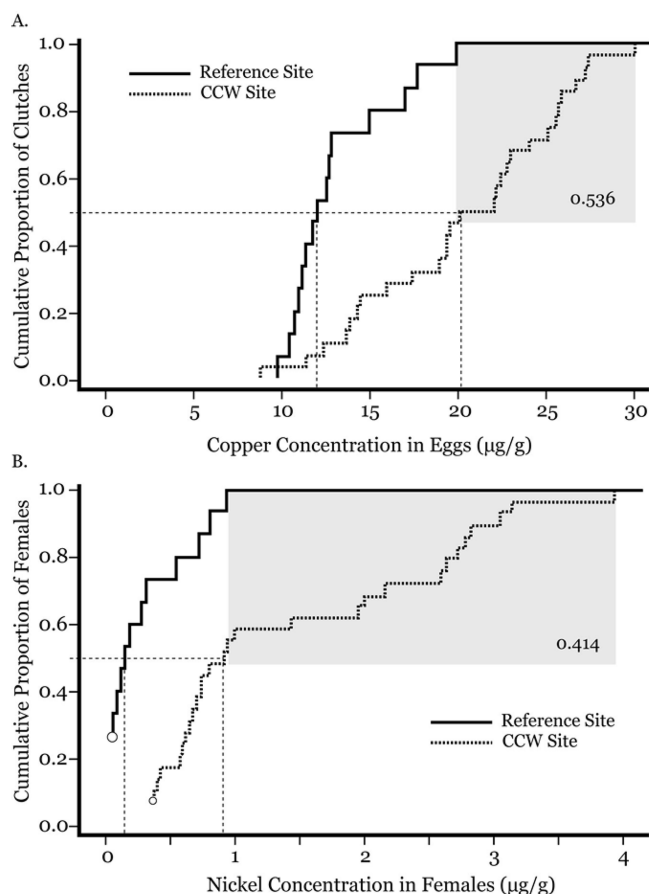 A.
1.0
0.8
0.6
0.4
0.2
0.0
Cumulative Proportion of Clutches
Reference Site
CCW Site
0.536
0 5 10 15 20 25 30
Copper Concentration in Eggs (µg/g)
B.
1.0
0.8
0.6
0.4
0.2
0.0
Cumulative Proportion of Females
0.414
Reference Site
CCW Site
0 1 2 3 4
Nickel Concentration in Females (µg/g)